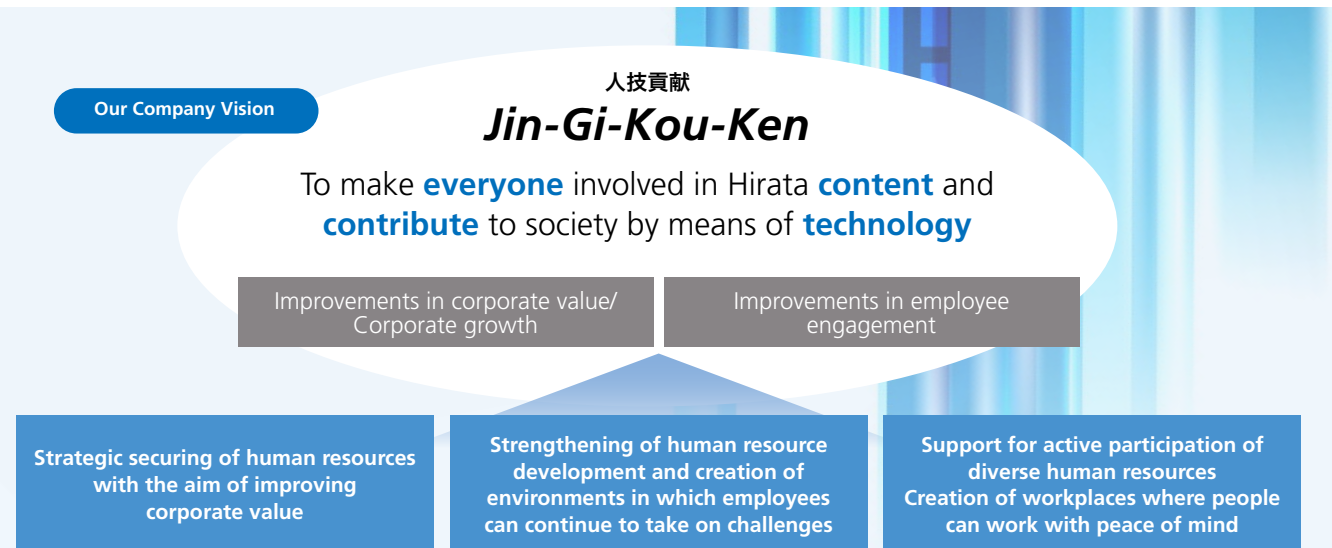 Our Company Vision
人技貢献
Jin-Gi-Kou-Ken
To make everyone involved in Hirata content and
contribute to society by means of technology
Improvements in corporate value/
Corporate growth
Improvements in employee
engagement
Strategic securing of human resources
with the aim of improving
corporate value
Strengthening of human resource
development and creation of
environments in which employees
can continue to take on challenges
Support for active participation of
diverse human resources
Creation of workplaces where people
can work with peace of mind